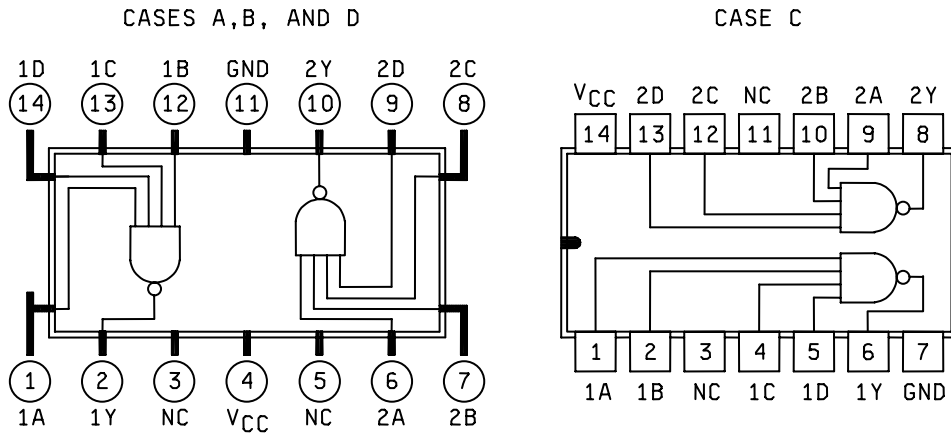 CASES A,B, AND D
1D 1C 1B GND 2Y 2D 2C
14 13 12 11 10 9 8
1 2 3 4 5 6 7
1A 1Y NC VCC NC 2A 2B
CASE C
VCC 2D 2C NC 2B 2A 2Y
14 13 12 11 10 9 8
1 2 3 4 5 6 7
1A 1B NC 1C 1D 1Y GND